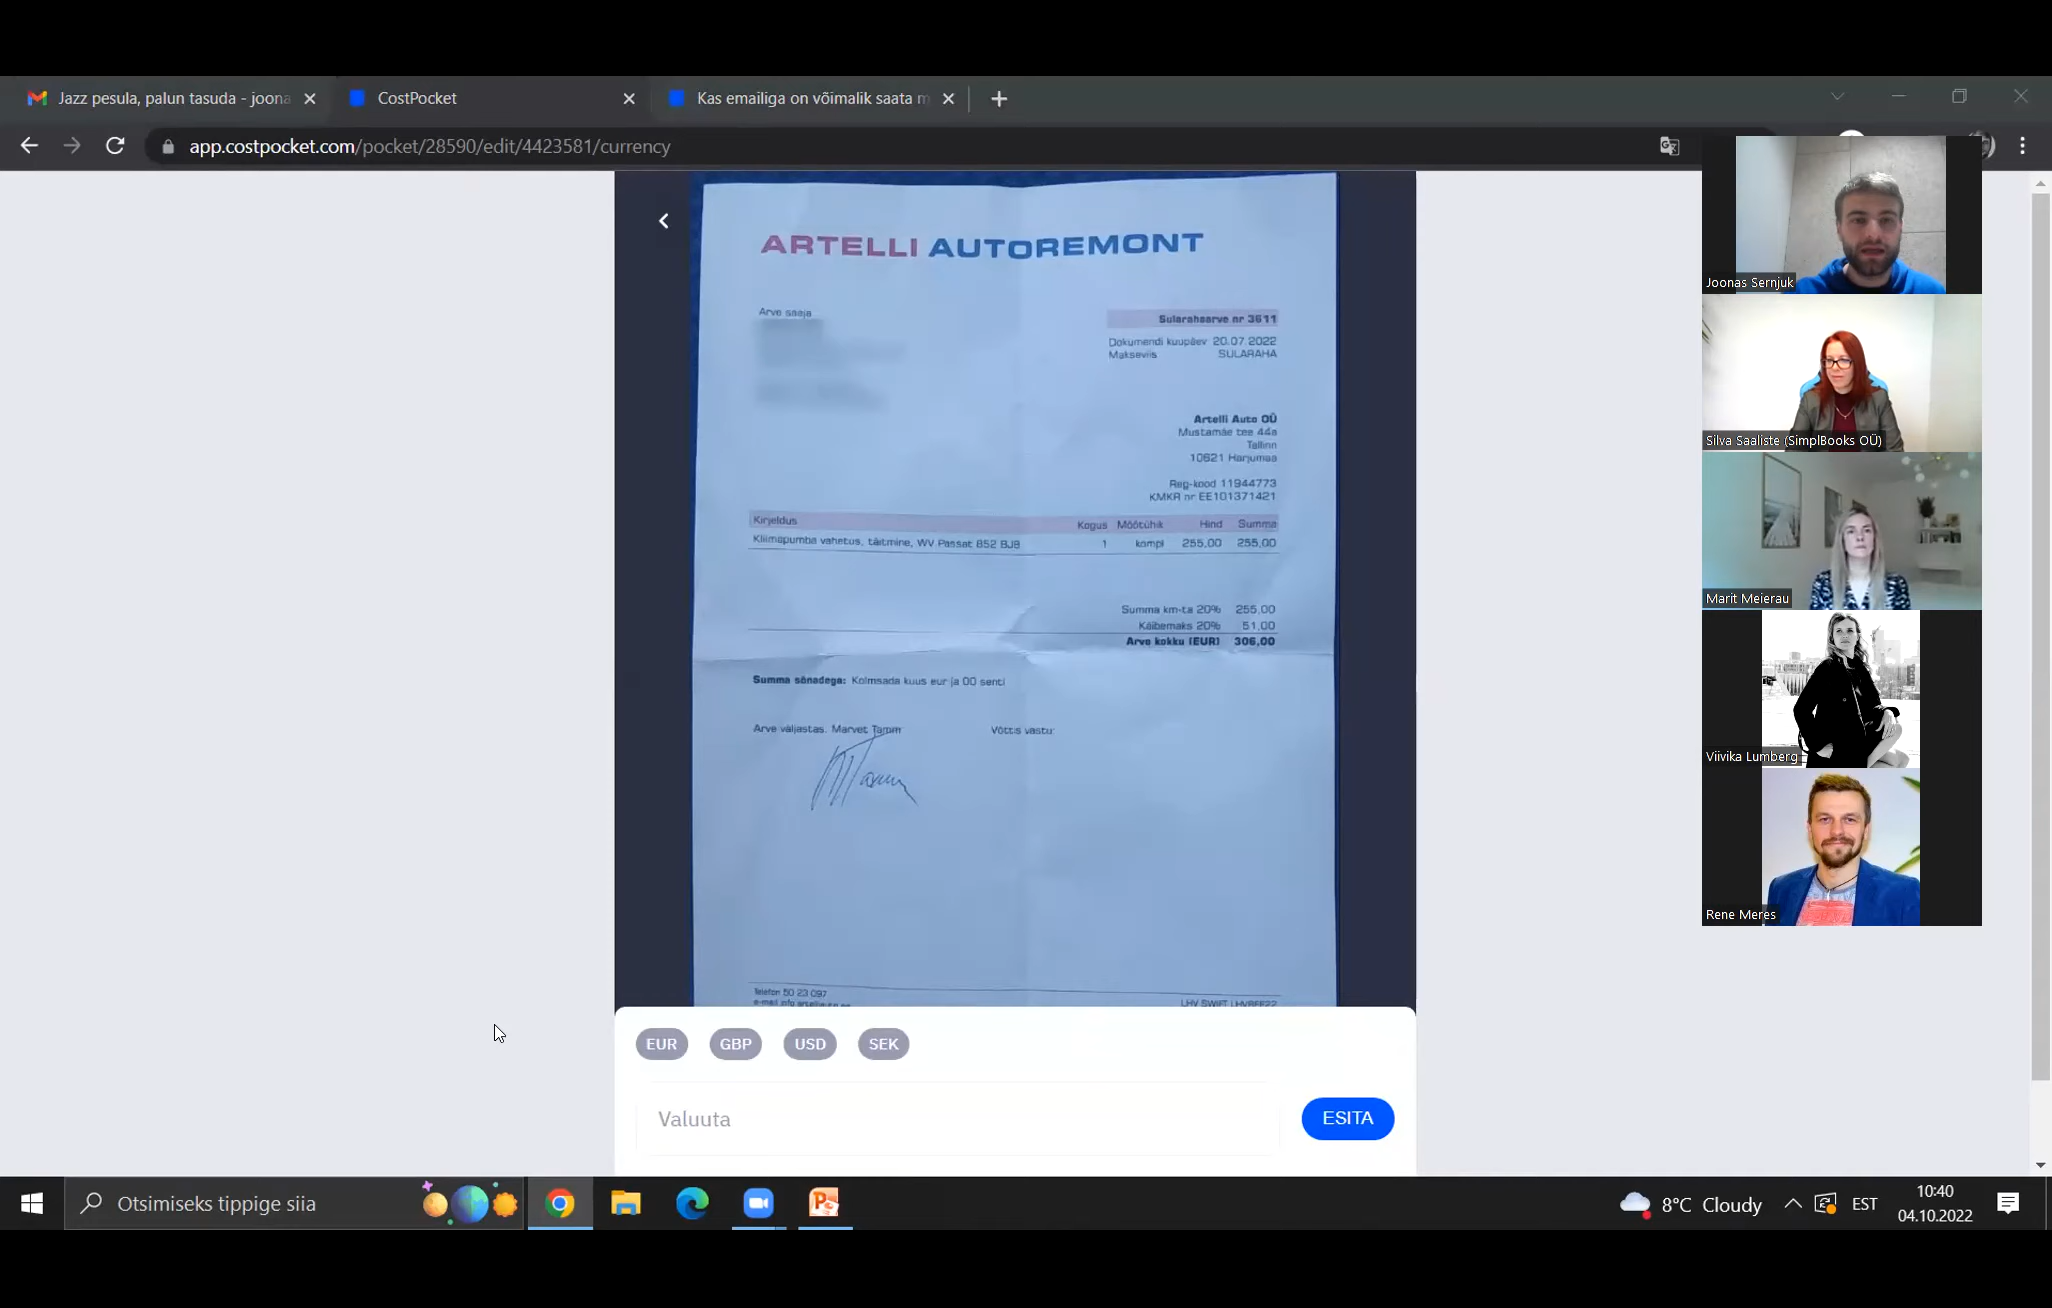 Jazz pesula, palun tasuda - joona
CostPocket
Kas emailiga on võimalik saata m
app.costpocket.com/pocket/28590/edit/4423581/currency
ARTELLI AUTOREMONT
Arve saaja
Sularahaarve nr 3611
Dokumendi kuupäev 20.07.2022
Makseviis SULARAHA
Artelli Auto OÜ
Mustamäe tee 44a
Tallinn
10621 Harjumaa
Reg-kood 11944773
KMKR nr EE101371421
Kirjeldus Kogus Mõõtühik Hind Summa
Kliimapumba vahetus, täitmine, WV Passat 852 BJB 1 kompl 255,00 255,00
Summa km-ta 20% 255,00
Käibemaks 20% 51,00
Arve kokku (EUR) 306,00
Summa sõnadega: Kolmsada kuus eur ja 00 senti
Arve väljastas. Marvet Tamm Võttis vastu:
Telefon 50 23 097
LHV SWIFT LHVBEE22
EUR GBP USD SEK
Valuuta
ESITA
Joonas Sernjuk
Silva Saaliste (SimplBooks OÜ)
Marit Meierau
Viivika Lumberg
Rene Meres
Otsimiseks tippige siia
8°C Cloudy
EST
10:40
04.10.2022